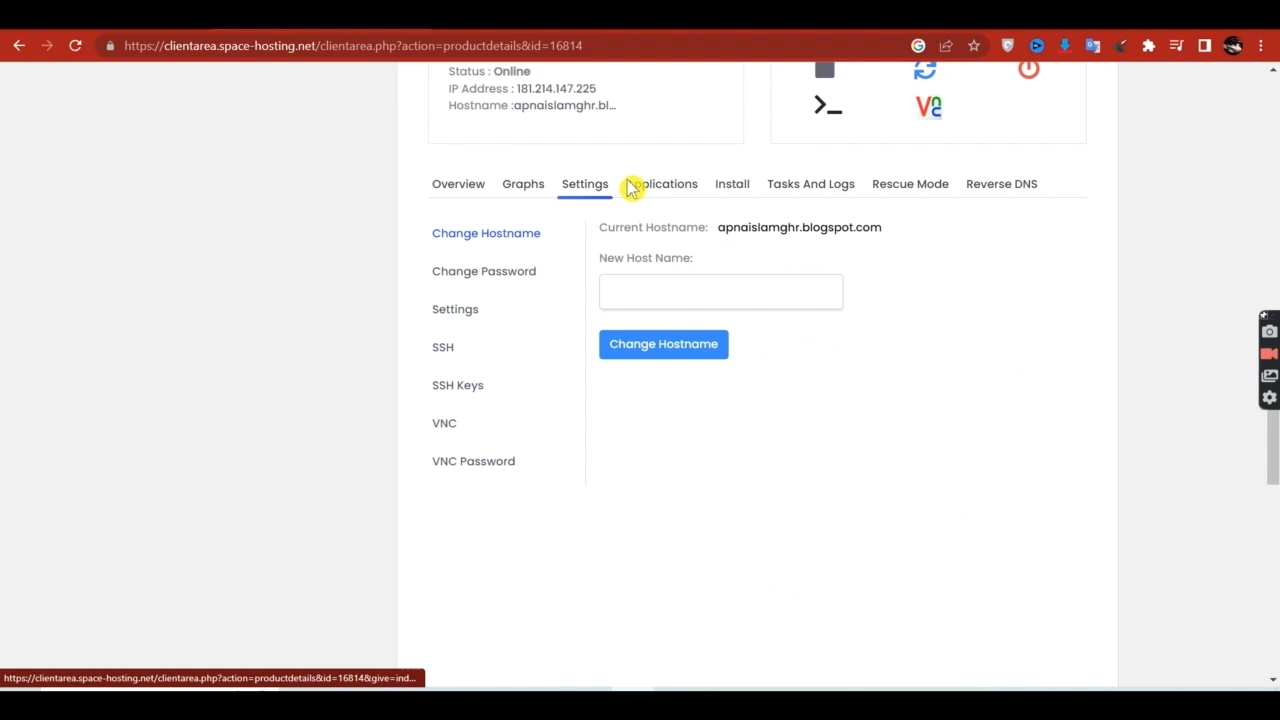 https://clientarea.space-hosting.net/clientarea.php?action=productdetails&id=16814
Status : Online
IP Address : 181.214.147.225
Hostname :apnaislamghr.bl...
Overview Graphs Settings Applications Install Tasks And Logs Rescue Mode Reverse DNS
Change Hostname
Change Password
Settings
SSH
SSH Keys
VNC
VNC Password
Current Hostname: apnaislamghr.blogspot.com
New Host Name:
Change Hostname
https://clientarea.space-hosting.net/clientarea.php?action=productdetails&id=16814&give=ind...